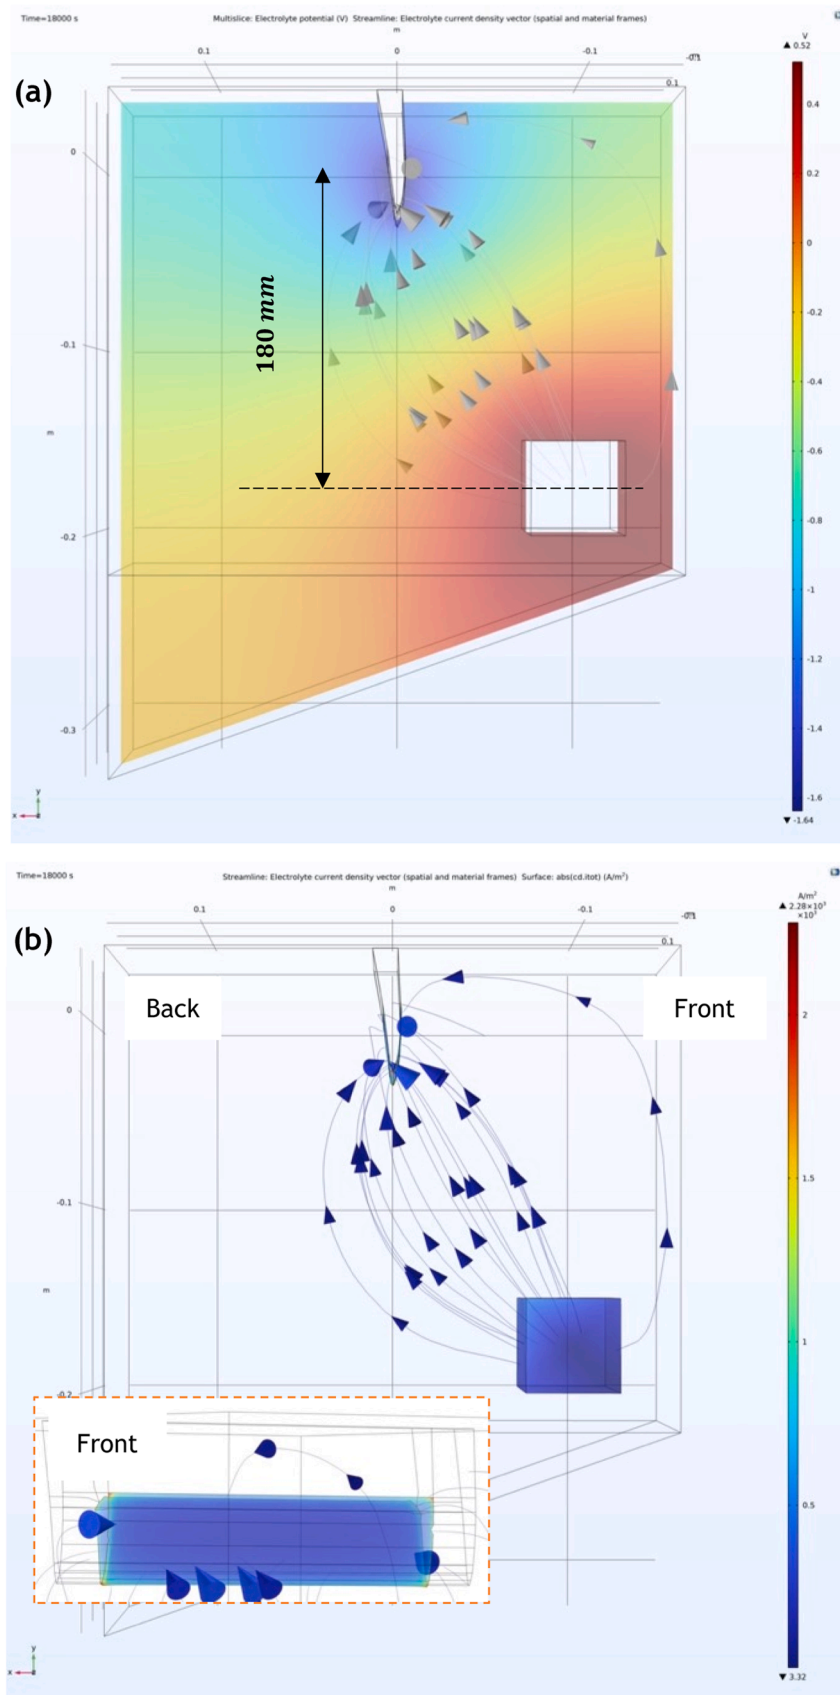 Time=18000 s
Multislice: Electrolyte potential (V) Streamline: Electrolyte current density vector (spatial and material frames)
m
V
0.1 0 -0.1
▲ 0.52
0.1
(a)
0.4
0
0.2
180 mm
0
-0.2
-0.1
-0.4
m
-0.6
-0.2
-0.8
-1
-1.2
-0.3
-1.4
-1.6
y
x z
▼ -1.64
Time=18000 s
Streamline: Electrolyte current density vector (spatial and material frames) Surface: abs(cd.itot) (A/m²)
m
A/m²
▲ 2.28×10³
×10³
0.1 0 -0.1
0.1
(b)
Back
Front
0
2
-0.1
1.5
m
1
-0.2
Front
0.5
y
x z
▼ 3.32